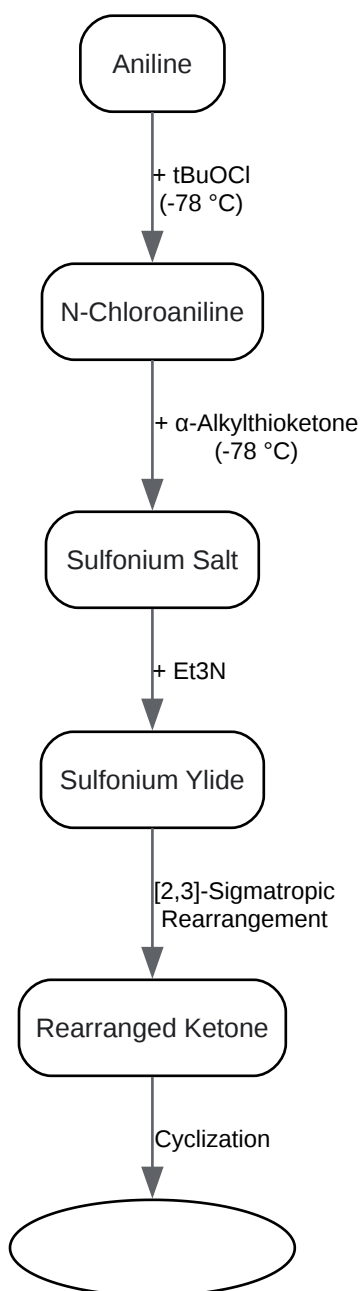 Aniline
+ tBuOCl
(-78 °C)
N-Chloroaniline
+ α-Alkylthioketone
(-78 °C)
Sulfonium Salt
+ Et3N
Sulfonium Ylide
[2,3]-Sigmatropic
Rearrangement
Rearranged Ketone
Cyclization